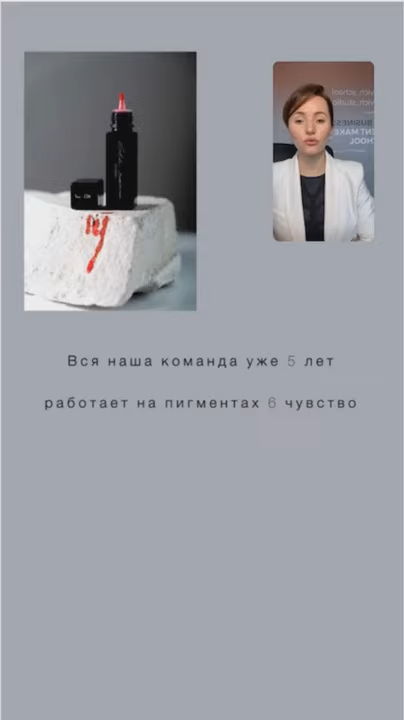 Вся наша команда уже 5 лет
работает на пигментах 6 чувство